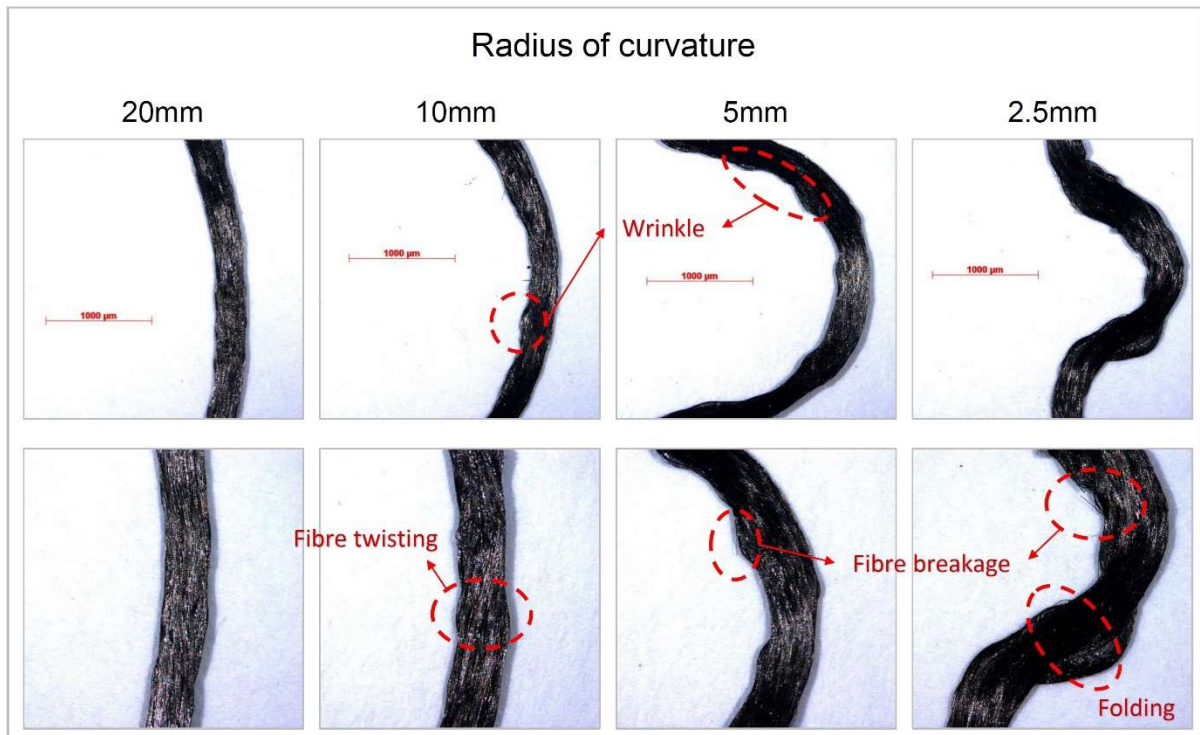 Radius of curvature
20mm
10mm
5mm
2.5mm
Wrinkle
1000 µm
1000 µm
1000 µm
1000 µm
Fibre twisting
Fibre breakage
Folding